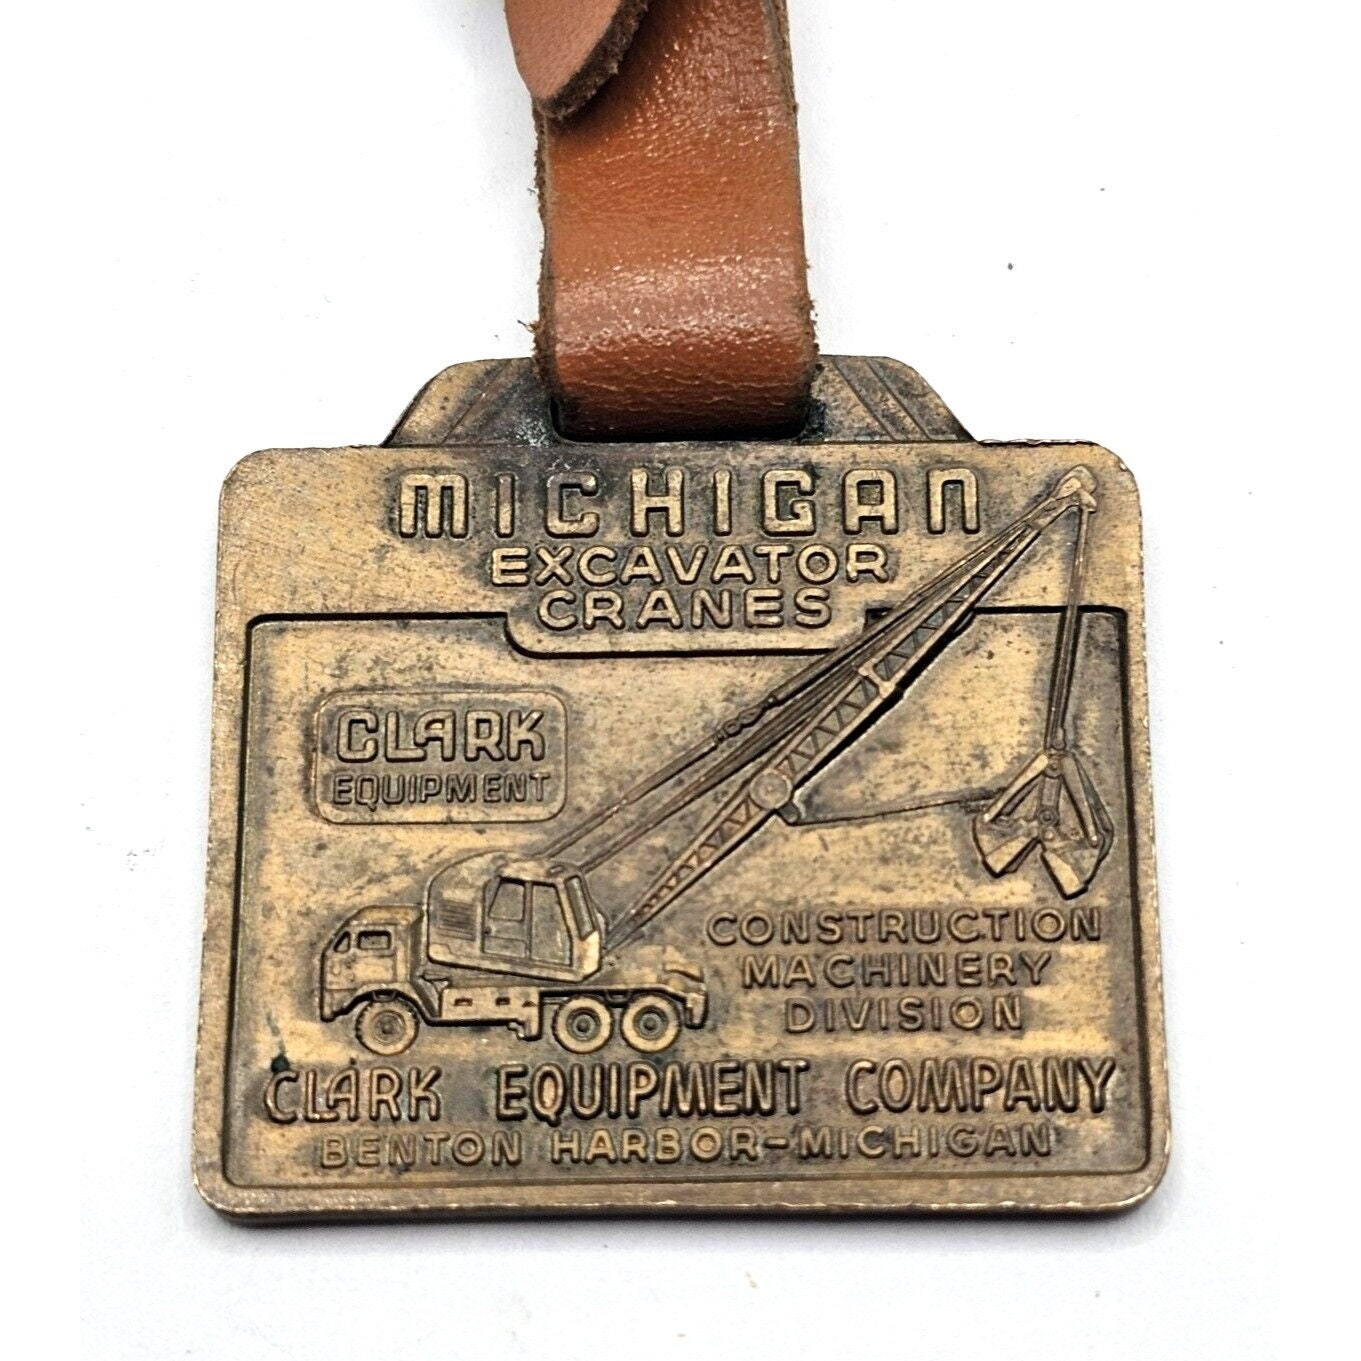 MICHIGAN
EXCAVATOR
CRANES
CLARK
EQUIPMENT
CONSTRUCTION
MACHINERY
DIVISION
CLARK EQUIPMENT COMPANY
BENTON HARBOR-MICHIGAN